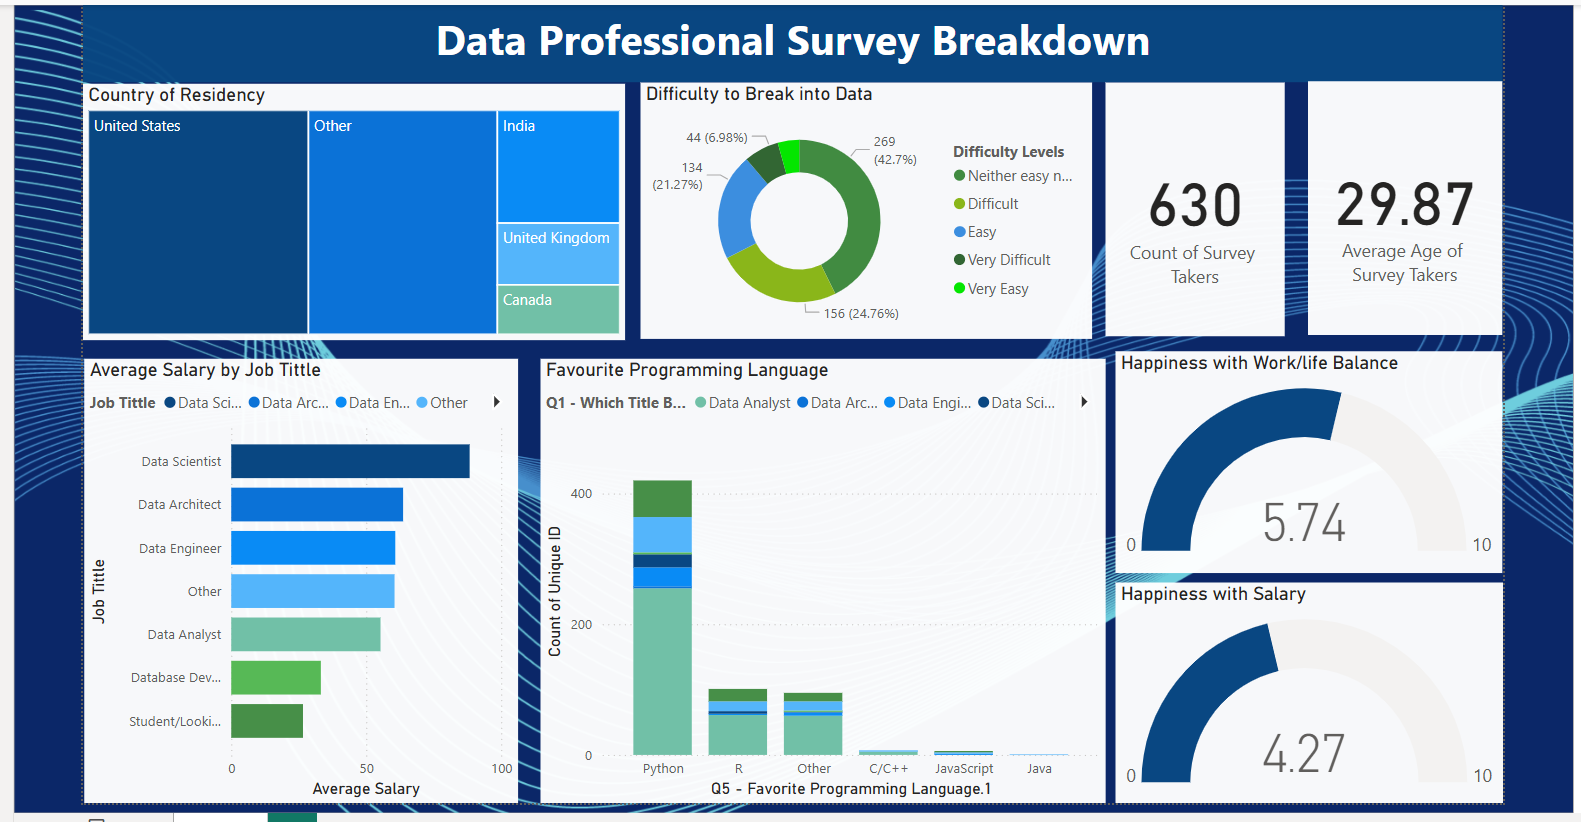 Data Professional Survey Breakdown
Country of Residency
United States
Other
India
United Kingdom
Canada
Difficulty to Break into Data
44 (6.98%)
134
(21.27%)
269
(42.7%)
156 (24.76%)
Difficulty Levels
Neither easy n...
Difficult
Easy
Very Difficult
Very Easy
630
Count of Survey
Takers
29.87
Average Age of
Survey Takers
Average Salary by Job Tittle
Job Tittle Data Sci... Data Arc... Data En... Other
Job Tittle
Data Scientist
Data Architect
Data Engineer
Other
Data Analyst
Database Dev...
Student/Looki...
0 50 100
Average Salary
Favourite Programming Language
Q1 - Which Title B... Data Analyst Data Arc... Data Engi... Data Sci...
Count of Unique ID
400
200
0
Python R Other C/C++ JavaScript Java
Q5 - Favorite Programming Language.1
Happiness with Work/life Balance
5.74
0 10
Happiness with Salary
4.27
0 10